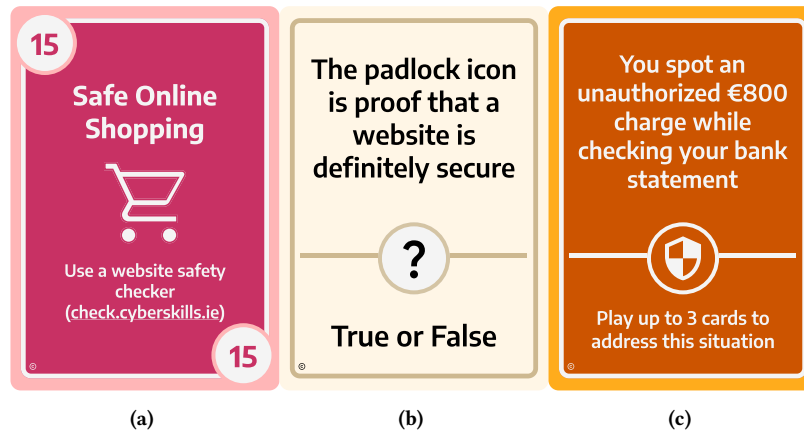 15
Safe Online
Shopping
Use a website safety
checker
(check.cyberskills.ie)
15
©
The padlock icon
is proof that a
website is
definitely secure
?
True or False
©
You spot an
unauthorized €800
charge while
checking your bank
statement
Play up to 3 cards to
address this situation
©
(a)
(b)
(c)